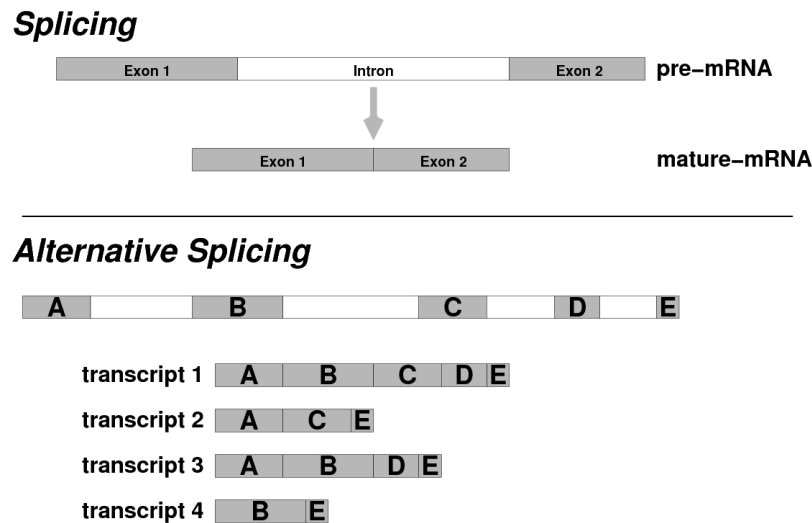 Splicing
Exon 1 Intron Exon 2 pre-mRNA
Exon 1 Exon 2 mature-mRNA
Alternative Splicing
A B C D E
transcript 1 A B C D E
transcript 2 A C E
transcript 3 A B D E
transcript 4 B E